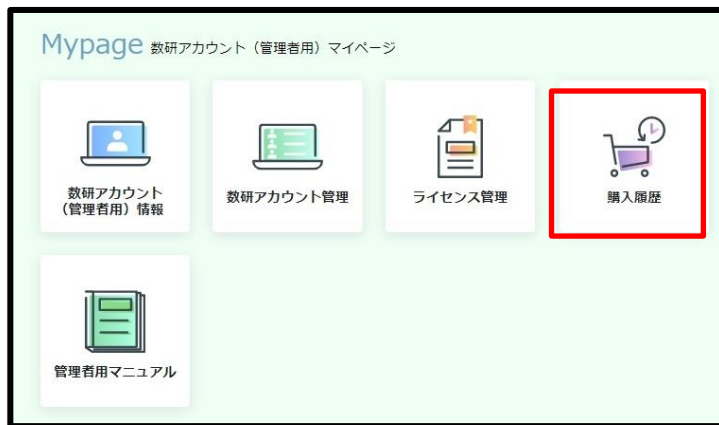 Mypage 数研アカウント（管理者用）マイページ
数研アカウント
（管理者用）情報
数研アカウント管理
ライセンス管理
購入履歴
管理者用マニュアル